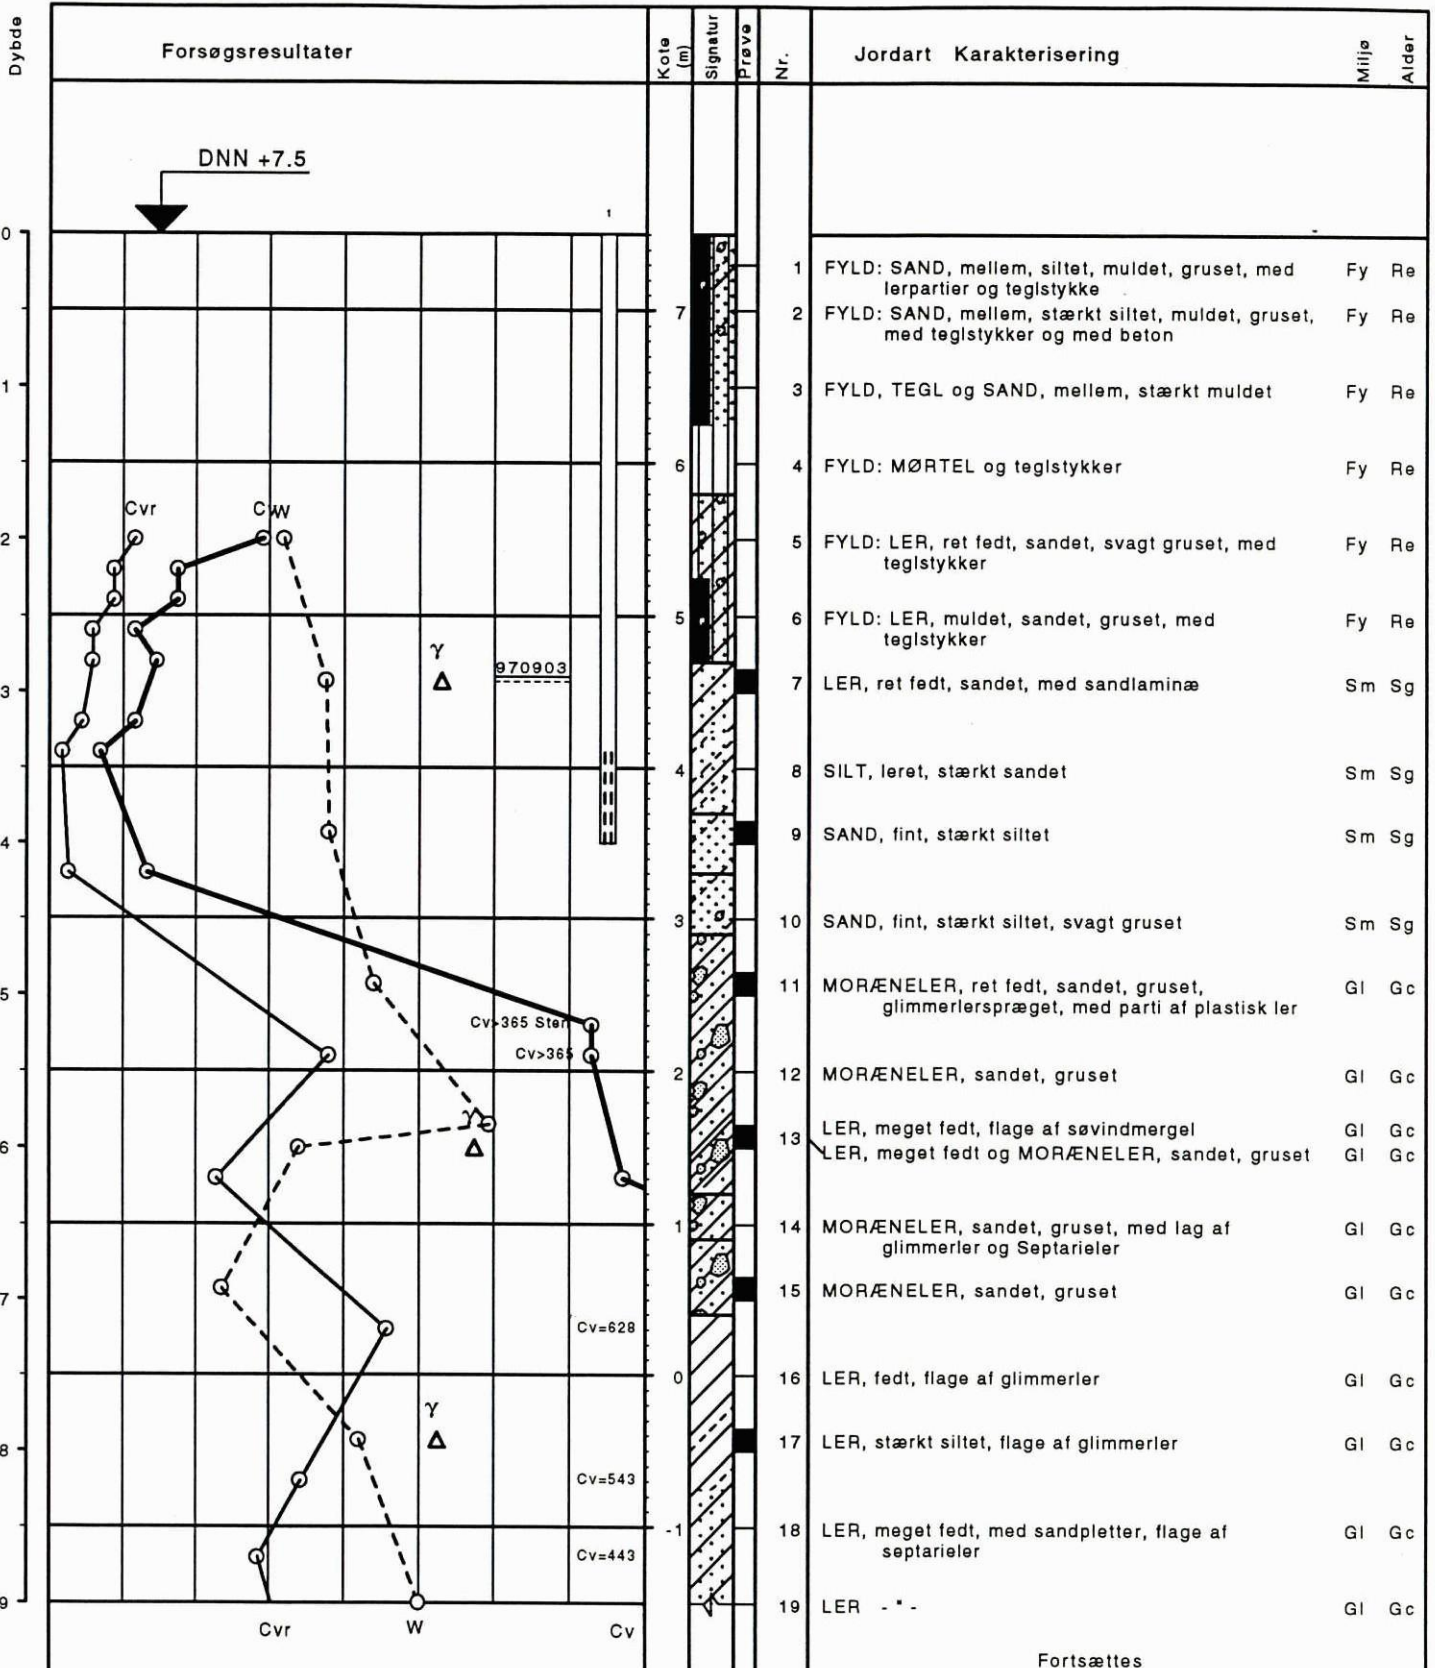 Dybde
Forsøgsresultater
Kote (m)
Signatur
Prøve
Nr.
Jordart Karakterisering
Miljø
Alder
DNN +7.5
1
0
1 FYLD: SAND, mellem, siltet, muldet, gruset, med Fy Re
lerpartier og teglstykke
7 2 FYLD: SAND, mellem, stærkt siltet, muldet, gruset, Fy Re
med teglstykker og med beton
1 3 FYLD, TEGL og SAND, mellem, stærkt muldet Fy Re
6 4 FYLD: MØRTEL og teglstykker Fy Re
Cvr Cv W
2 5 FYLD: LER, ret fedt, sandet, svagt gruset, med Fy Re
teglstykker
5 6 FYLD: LER, muldet, sandet, gruset, med Fy Re
teglstykker
γ
970903
3 7 LER, ret fedt, sandet, med sandlaminæ Sm Sg
4 8 SILT, leret, stærkt sandet Sm Sg
4 9 SAND, fint, stærkt siltet Sm Sg
3 10 SAND, fint, stærkt siltet, svagt gruset Sm Sg
5 11 MORÆNELER, ret fedt, sandet, gruset, Gl Gc
glimmerlerspræget, med parti af plastisk ler
Cv>365 Sten
Cv>365
2 12 MORÆNELER, sandet, gruset Gl Gc
γ
LER, meget fedt, flage af søvindmergel Gl Gc
6 13 LER, meget fedt og MORÆNELER, sandet, gruset Gl Gc
1 14 MORÆNELER, sandet, gruset, med lag af Gl Gc
glimmerler og Septarieler
7 15 MORÆNELER, sandet, gruset Gl Gc
Cv=628
0 16 LER, fedt, flage af glimmerler Gl Gc
γ
8 17 LER, stærkt siltet, flage af glimmerler Gl Gc
Cv=543
-1 18 LER, meget fedt, med sandpletter, flage af Gl Gc
septarieler
Cv=443
9 19 LER - " - Gl Gc
Cvr W Cv
Fortsættes